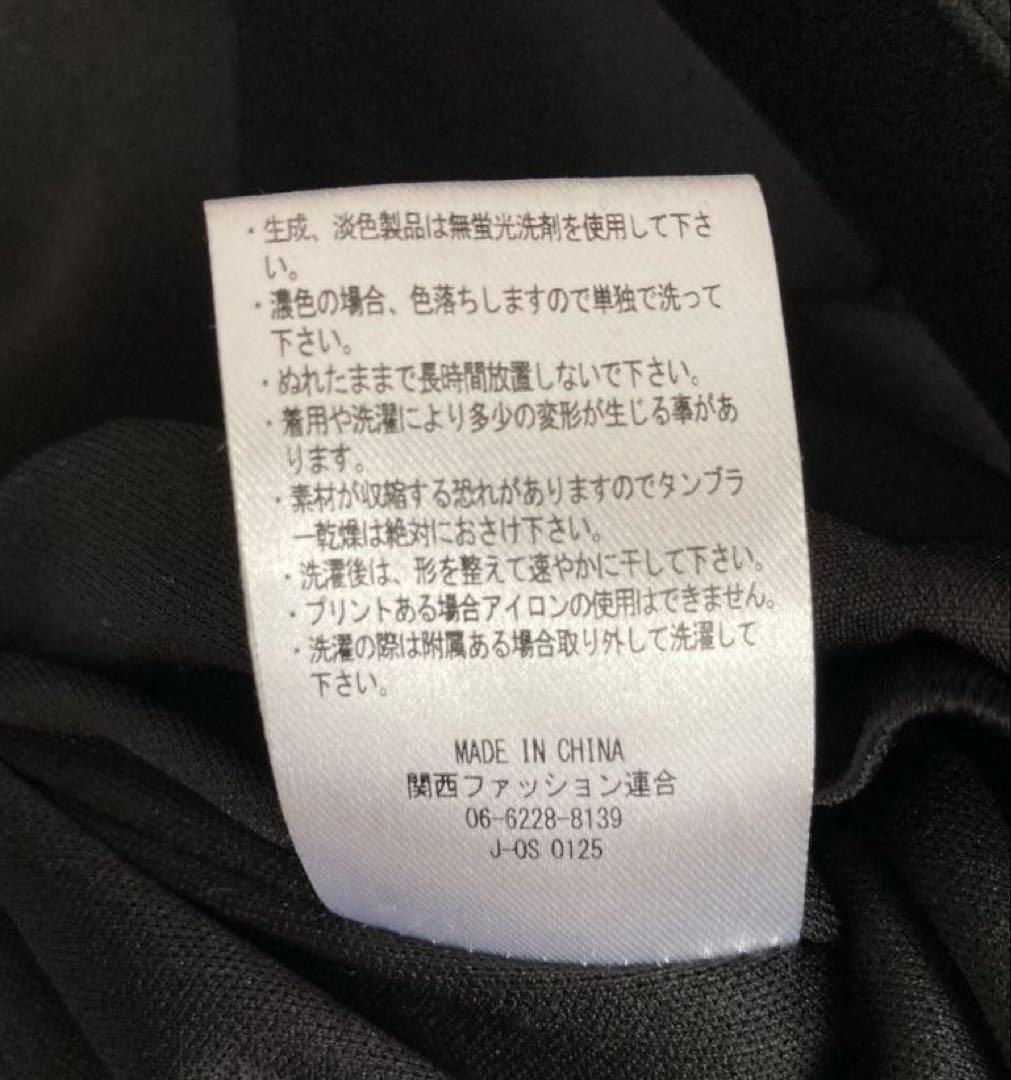 ・生成、淡色製品は無蛍光洗剤を使用して下さ
い。
・濃色の場合、色落ちしますので単独で洗って
下さい。
・ぬれたままで長時間放置しないで下さい。
・着用や洗濯により多少の変形が生じる事があ
ります。
・素材が収縮する恐れがありますのでタンブラ
ー乾燥は絶対におさけ下さい。
・洗濯後は、形を整えて速やかに干して下さい。
・プリントある場合アイロンの使用はできません。
・洗濯の際は附属ある場合取り外して洗濯して
下さい。
MADE IN CHINA
関西ファッション連合
06-6228-8139
J-OS 0125